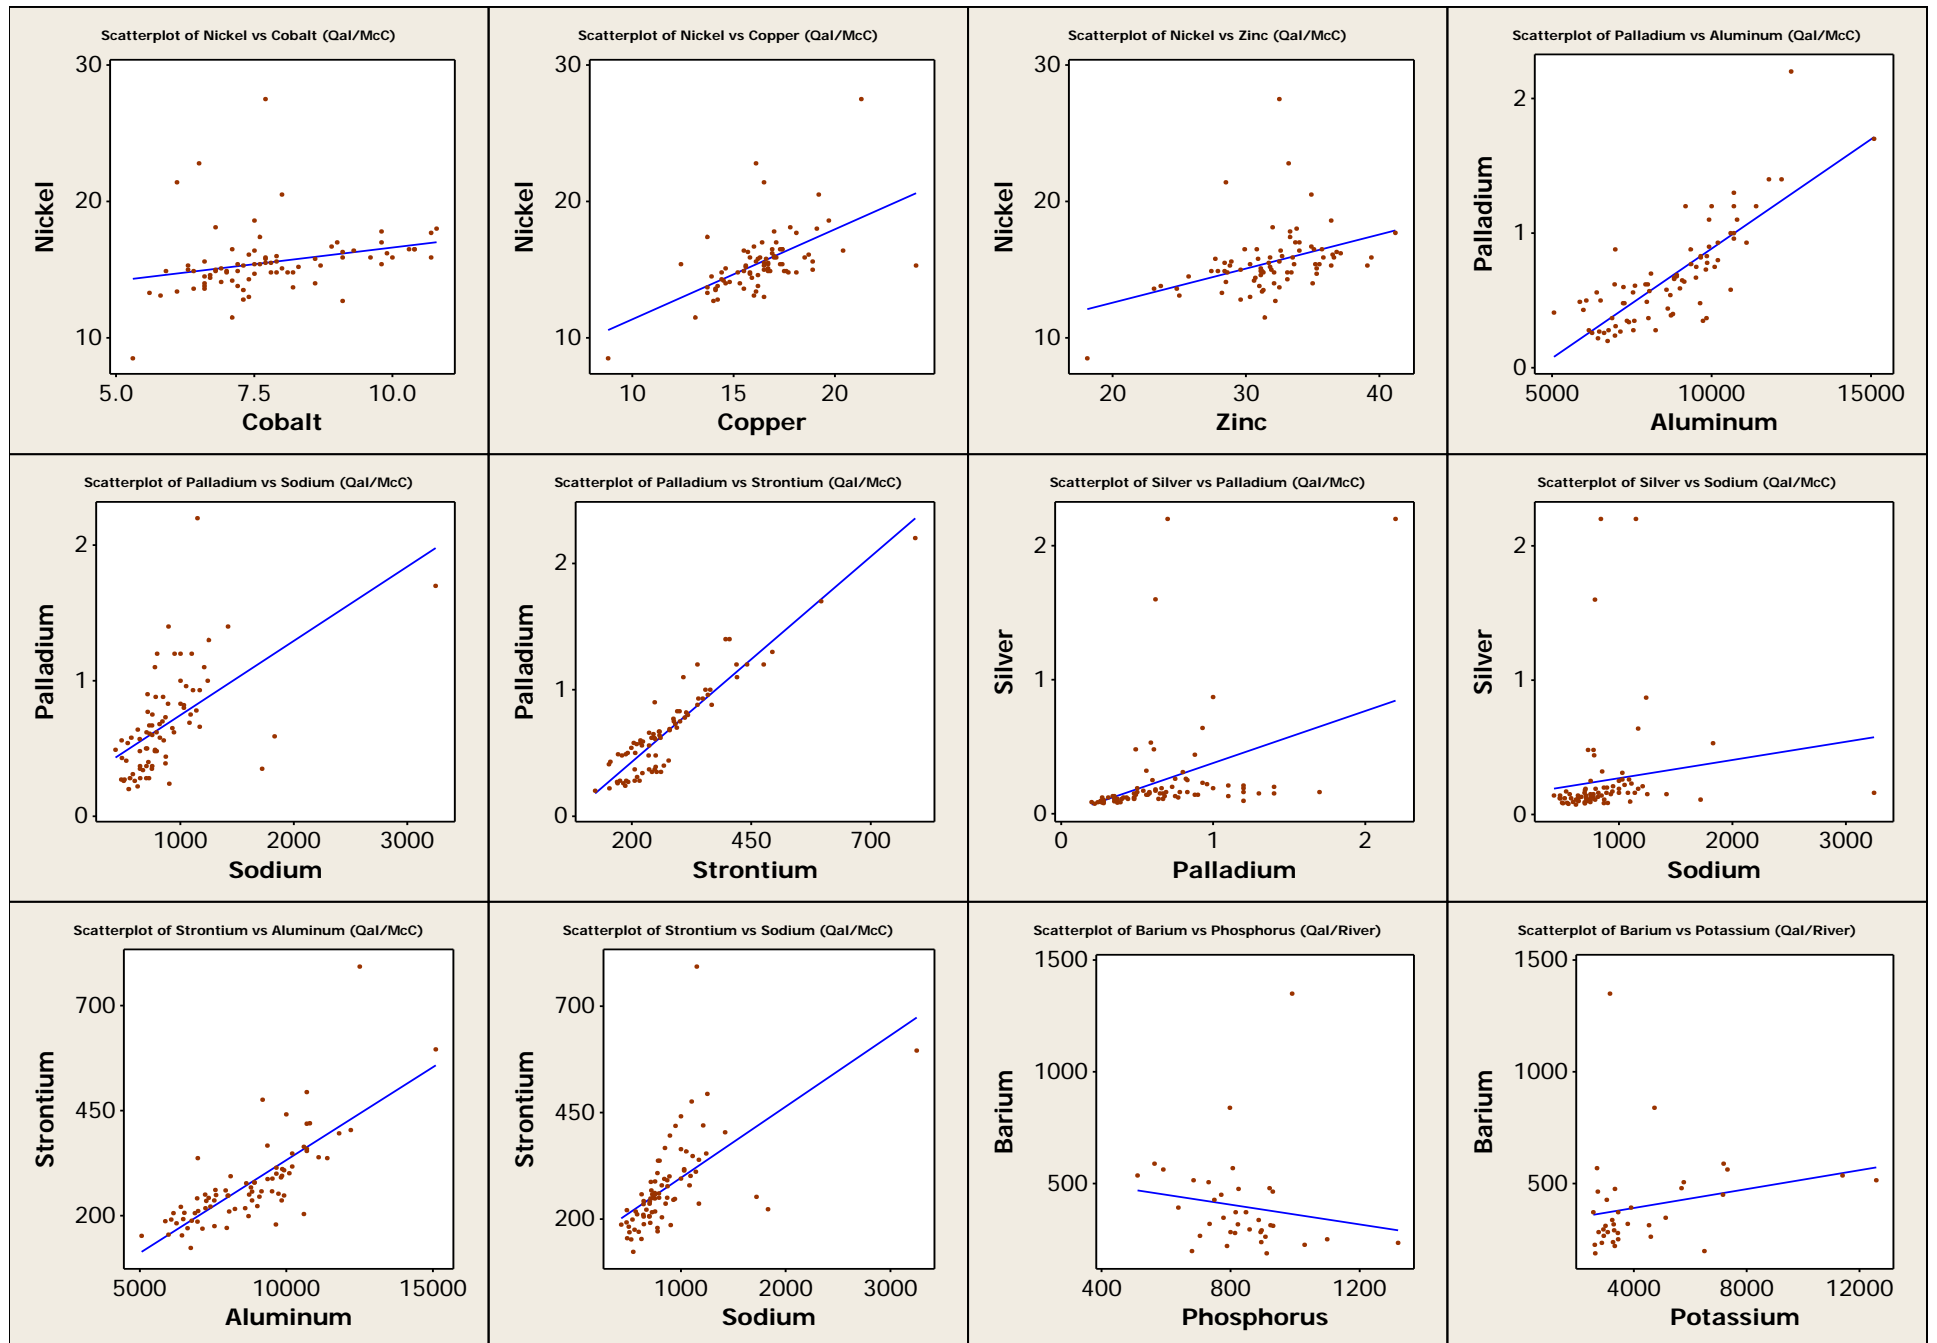 Scatterplot of Nickel vs Cobalt (Qal/McC)
30
20
10
Nickel
5.0 7.5 10.0
Cobalt
Scatterplot of Nickel vs Copper (Qal/McC)
30
20
10
Nickel
10 15 20
Copper
Scatterplot of Nickel vs Zinc (Qal/McC)
30
20
10
Nickel
20 30 40
Zinc
Scatterplot of Palladium vs Aluminum (Qal/McC)
2
1
0
Palladium
5000 10000 15000
Aluminum
Scatterplot of Palladium vs Sodium (Qal/McC)
2
1
0
Palladium
1000 2000 3000
Sodium
Scatterplot of Palladium vs Strontium (Qal/McC)
2
1
0
Palladium
200 450 700
Strontium
Scatterplot of Silver vs Palladium (Qal/McC)
2
1
0
Silver
0 1 2
Palladium
Scatterplot of Silver vs Sodium (Qal/McC)
2
1
0
Silver
1000 2000 3000
Sodium
Scatterplot of Strontium vs Aluminum (Qal/McC)
700
450
200
Strontium
5000 10000 15000
Aluminum
Scatterplot of Strontium vs Sodium (Qal/McC)
700
450
200
Strontium
1000 2000 3000
Sodium
Scatterplot of Barium vs Phosphorus (Qal/River)
1500
1000
500
Barium
400 800 1200
Phosphorus
Scatterplot of Barium vs Potassium (Qal/River)
1500
1000
500
Barium
4000 8000 12000
Potassium